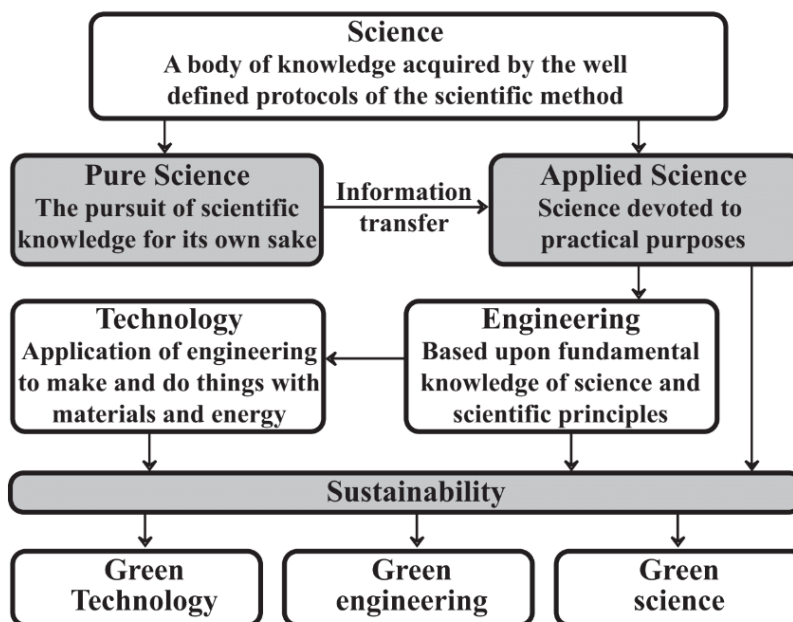 Science
A body of knowledge acquired by the well
defined protocols of the scientific method
Pure Science
The pursuit of scientific
knowledge for its own sake
Information
transfer
Applied Science
Science devoted to
practical purposes
Technology
Application of engineering
to make and do things with
materials and energy
Engineering
Based upon fundamental
knowledge of science and
scientific principles
Sustainability
Green
Technology
Green
engineering
Green
science